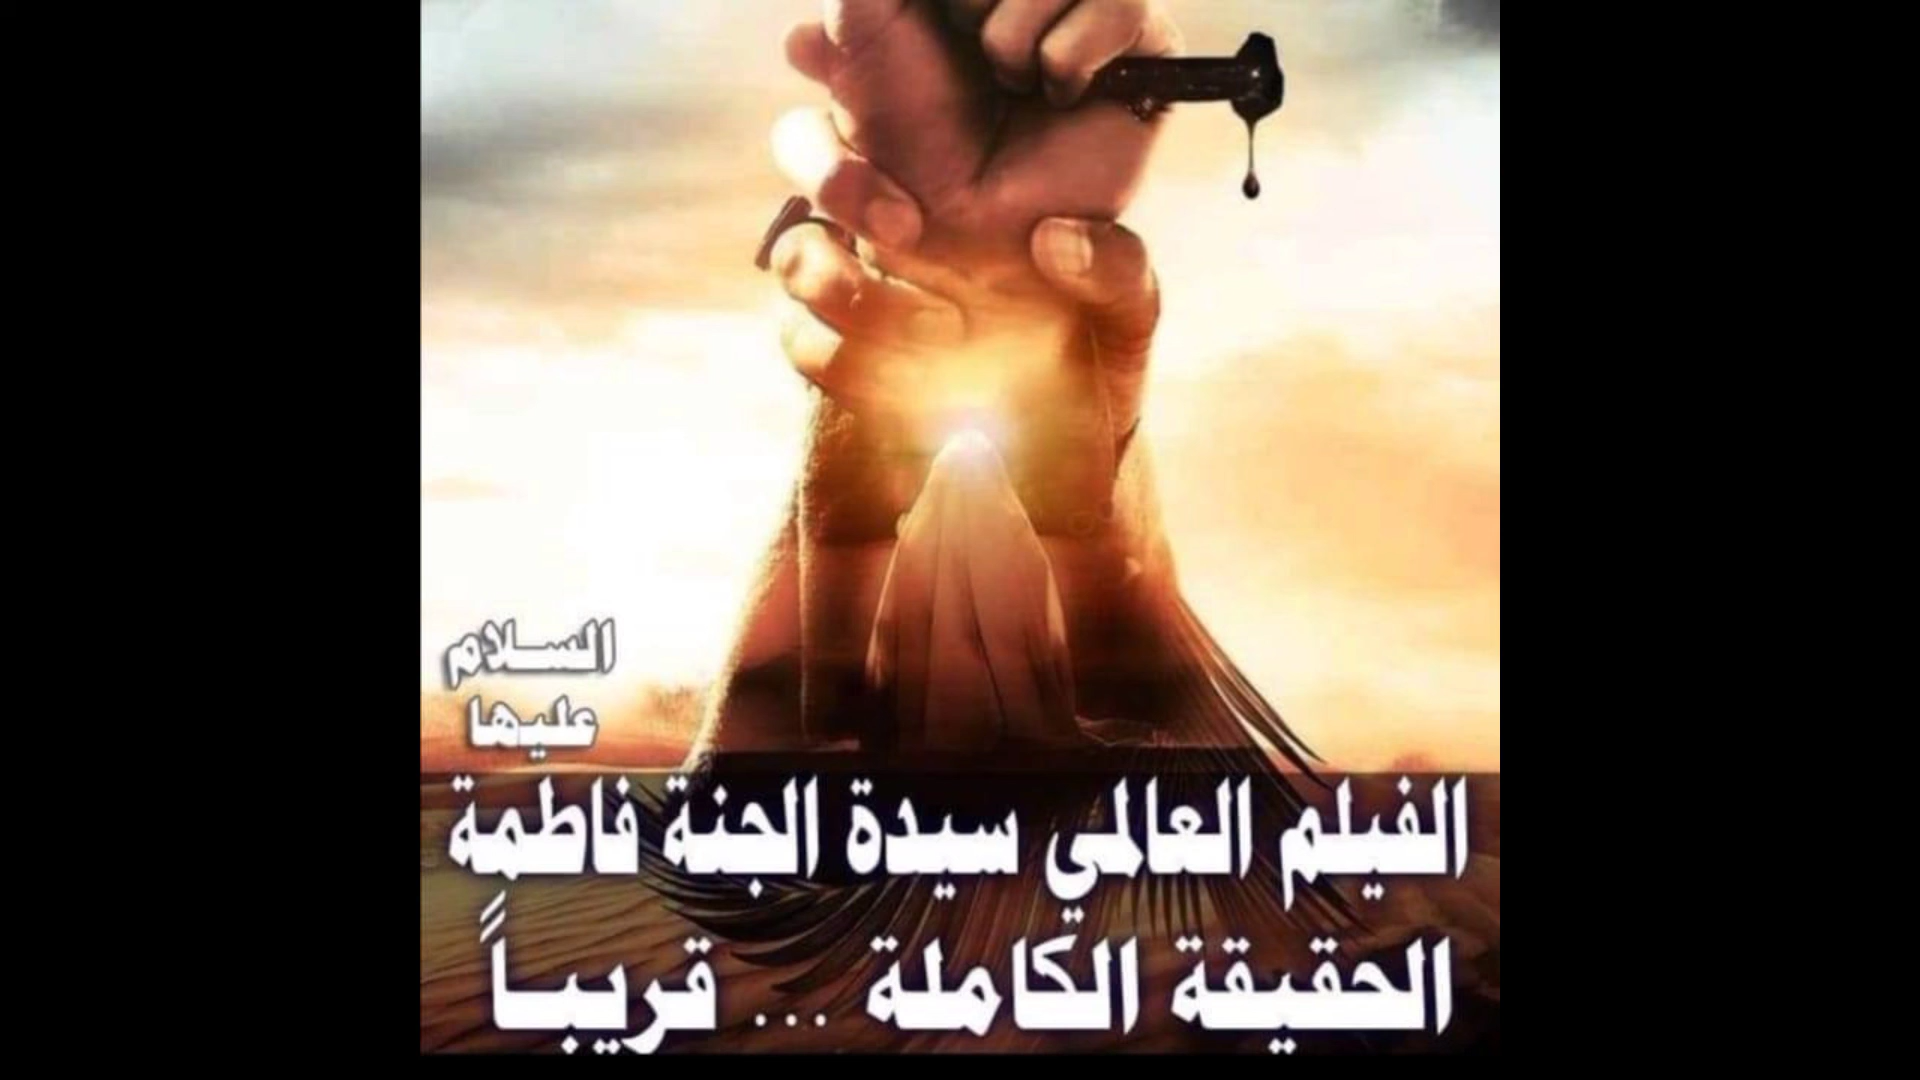 السلام
عليها
الفيلم العالمي سيدة الجنة فاطمة
الحقيقة الكاملة ... قريباً